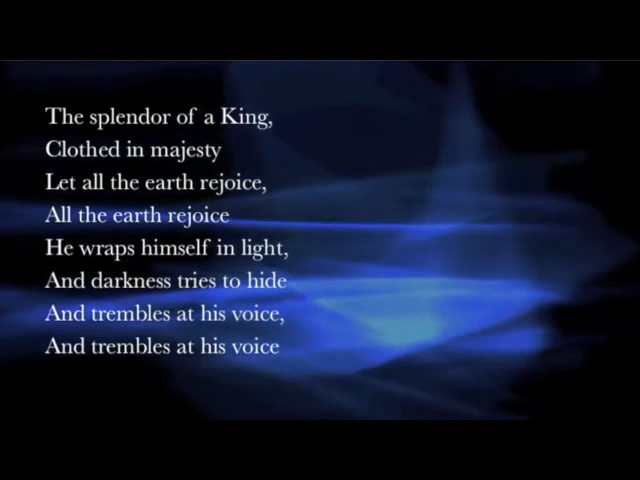 The splendor of a King,
Clothed in majesty
Let all the earth rejoice,
All the earth rejoice
He wraps himself in light,
And darkness tries to hide
And trembles at his voice,
And trembles at his voice